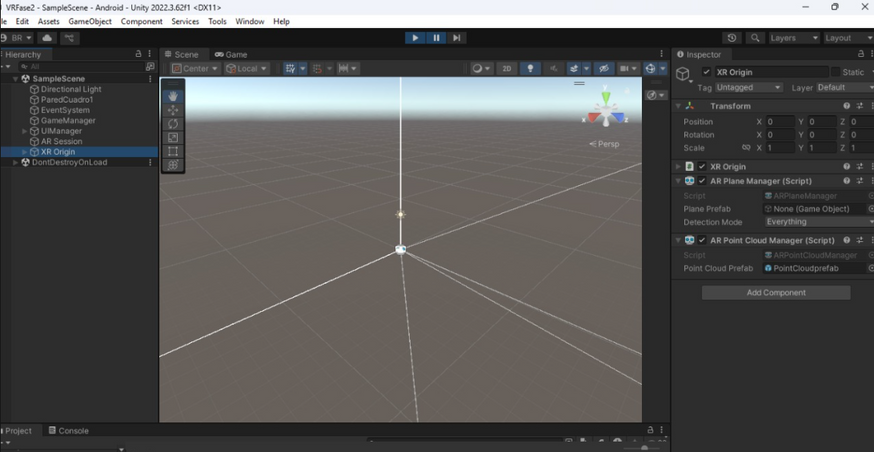 VRFase2 - SampleScene - Android - Unity 2022.3.62f1 <DX11>
Edit Assets GameObject Component Services Tools Window Help
BR
Layers Layout
Hierarchy
All
SampleScene
Directional Light
ParedCuadro1
EventSystem
GameManager
UIManager
AR Session
XR Origin
DontDestroyOnLoad
Scene Game
Center Local 2D
Y
X
Persp
Inspector
XR Origin Static
Tag Untagged Layer Default
Transform
Position X 0 Y 0 Z 0
Rotation X 0 Y 0 Z 0
Scale X 1 Y 1 Z 1
XR Origin
AR Plane Manager (Script)
Script ARPlaneManager
Plane Prefab None (Game Object)
Detection Mode Everything
AR Point Cloud Manager (Script)
Script ARPointCloudManager
Point Cloud Prefab PointCloudprefab
Add Component
Project Console